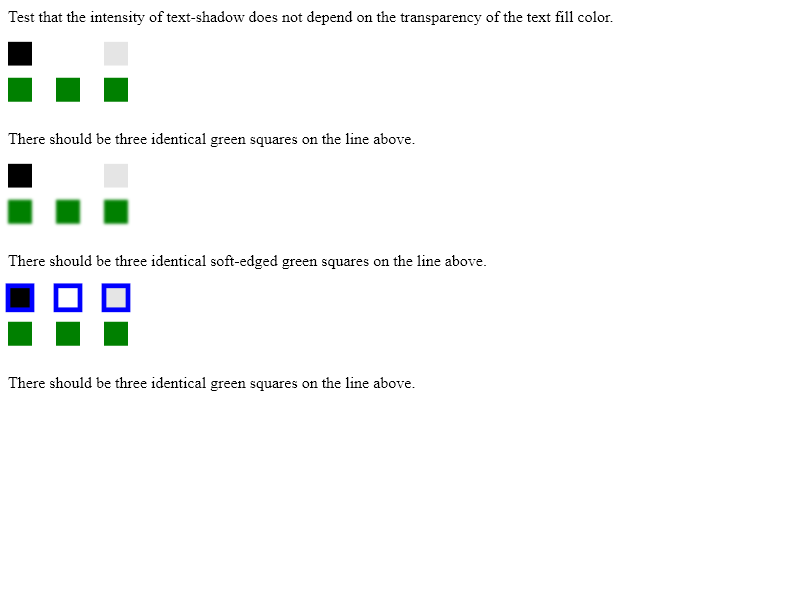 Test that the intensity of text-shadow does not depend on the transparency of the text fill color.
There should be three identical green squares on the line above.
There should be three identical soft-edged green squares on the line above.
There should be three identical green squares on the line above.